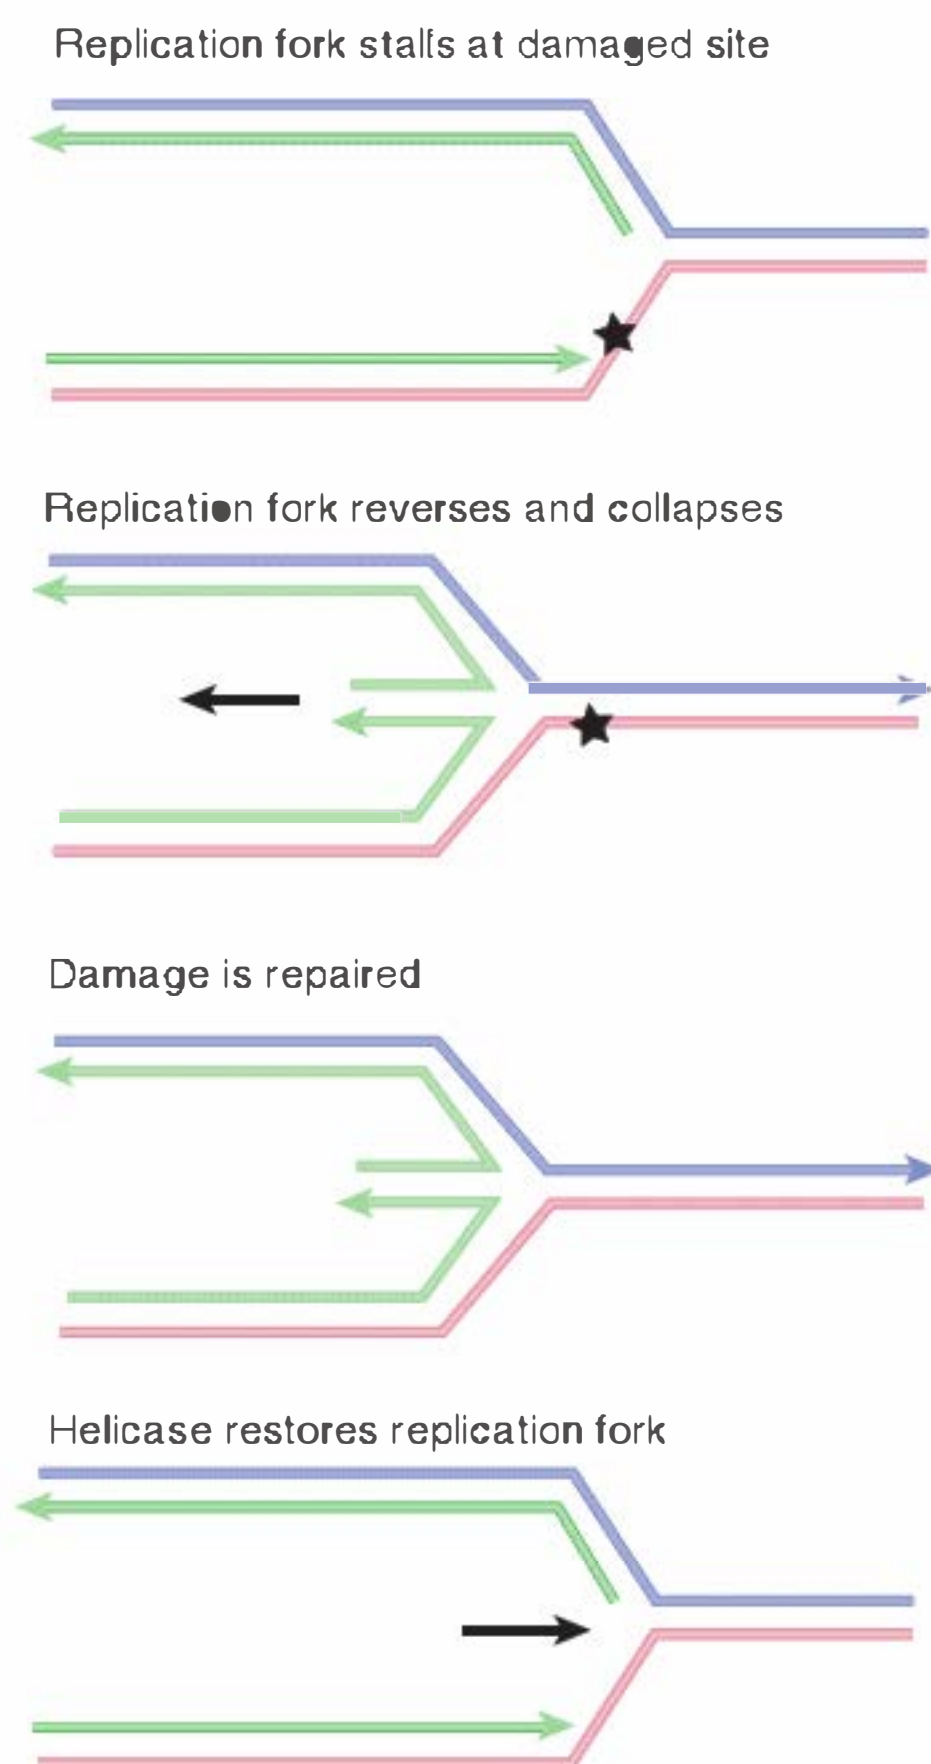 Replication fork stalls at damaged site
Replication fork reverses and collapses
Damage is repaired
Helicase restores replication fork